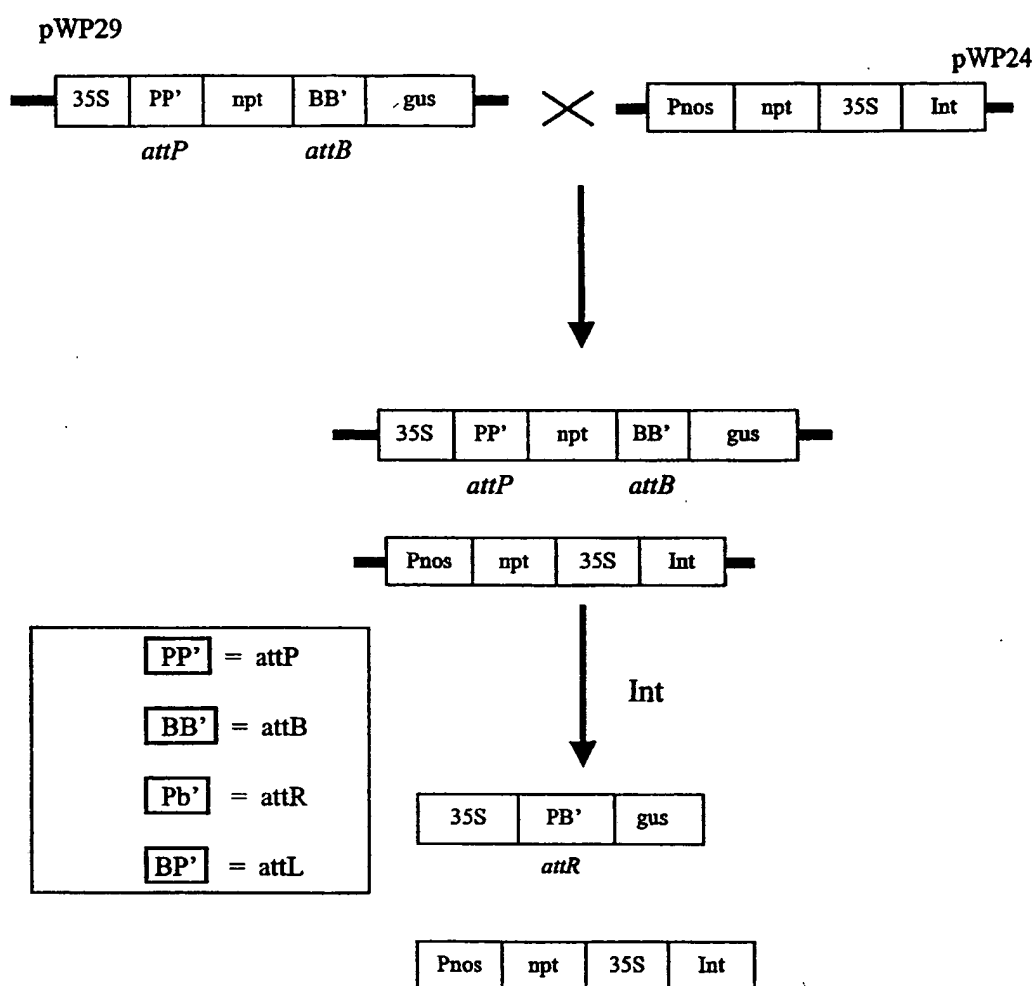 pWP29
pWP24
35S PP' npt BB' gus
Pnos npt 35S Int
attP attB
35S PP' npt BB' gus
attP attB
Pnos npt 35S Int
PP' = attP
BB' = attB
Pb' = attR
BP' = attL
Int
35S PB' gus
attR
Pnos npt 35S Int